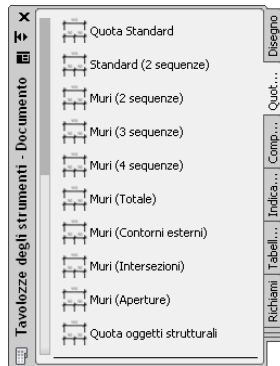 Tavolozze degli strumenti - Documento
Quota Standard
Standard (2 sequenze)
Muri (2 sequenze)
Muri (3 sequenze)
Muri (4 sequenze)
Muri (Totale)
Muri (Contorni esterni)
Muri (Intersezioni)
Muri (Aperture)
Quota oggetti strutturali
Disegno
Quot...
Comp...
Indica...
Tabell...
Richiami